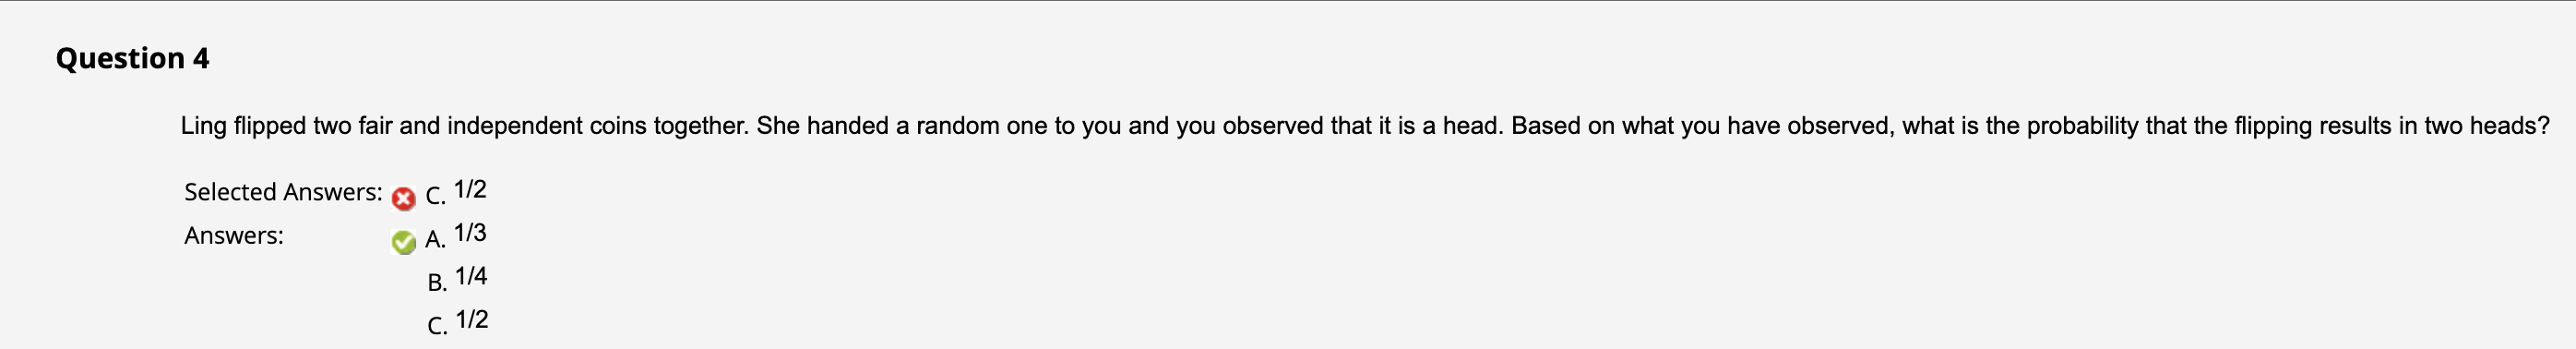 Question 4
Ling flipped two fair and independent coins together. She handed a random one to you and you observed that it is a head. Based on what you have observed, what is the probability that the flipping results in two heads?
Selected Answers: C. 1/2
Answers: A. 1/3
B. 1/4
C. 1/2